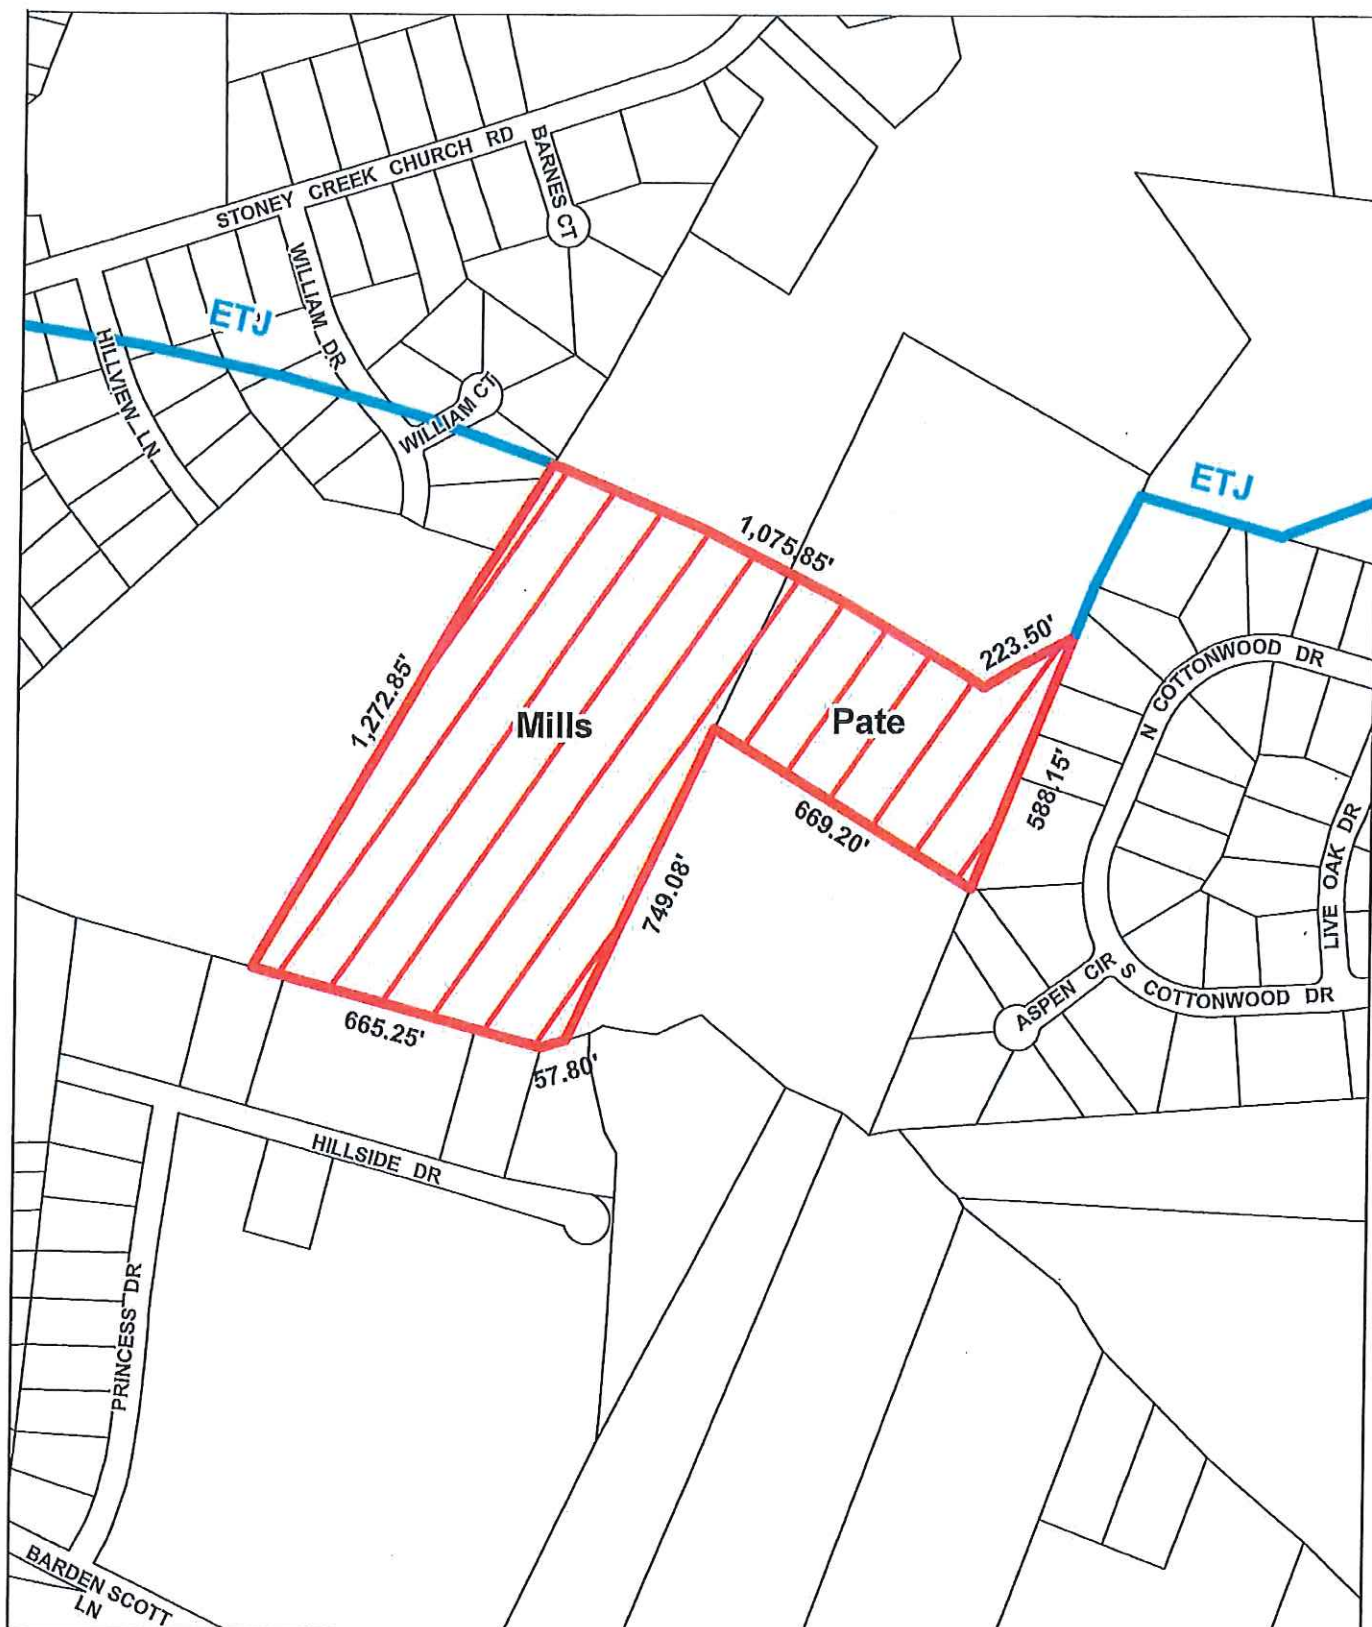 STONEY CREEK CHURCH RD
BARNES CT
WILLIAM DR
ETJ
HILLVIEW LN
WILLIAM CT
ETJ
1,075.85'
223.50'
N COTTONWOOD DR
1,272.85'
Mills
Pate
588.15'
669.20'
LIVE OAK DR
749.08'
ASPEN CIR
S COTTONWOOD DR
665.25'
57.80'
HILLSIDE DR
PRINCESS DR
BARDEN SCOTT
LN